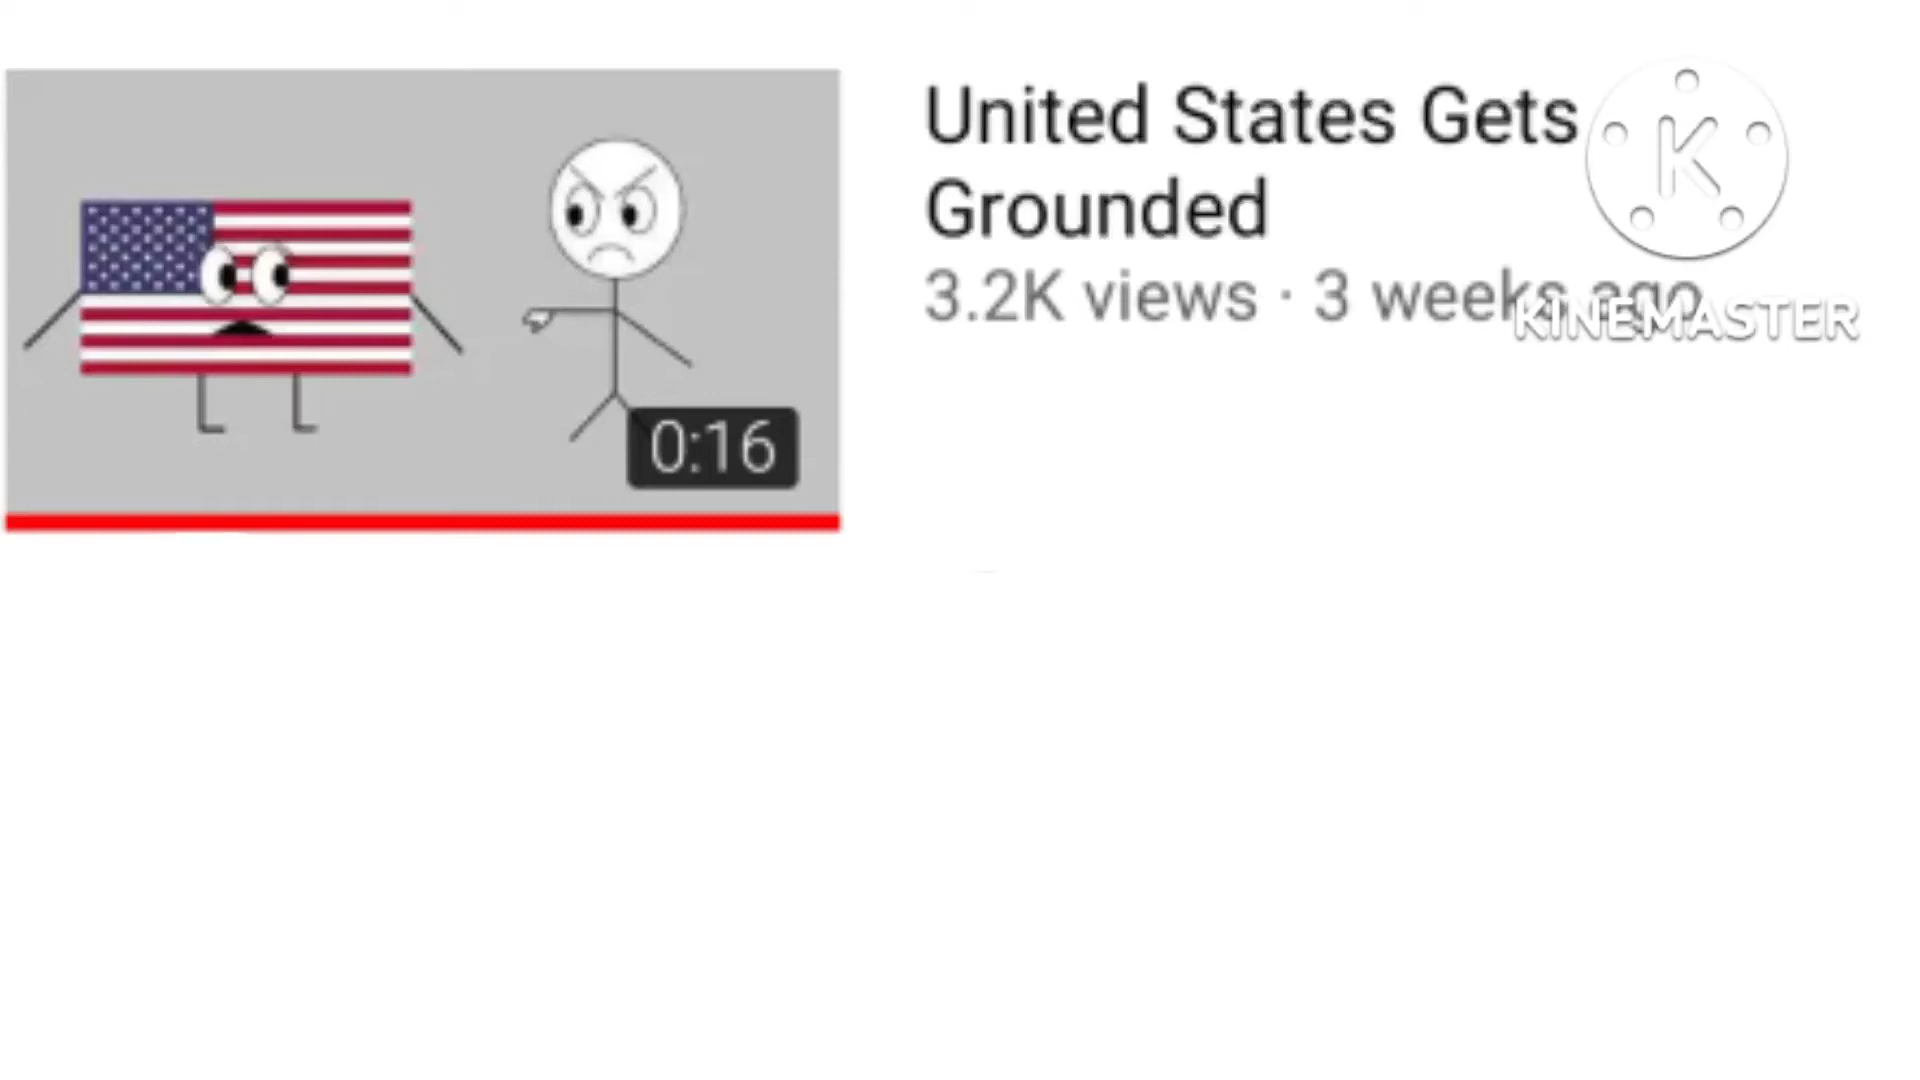 United States Gets
Grounded
3.2K views · 3 weeks ago
0:16
K
KINEMASTER